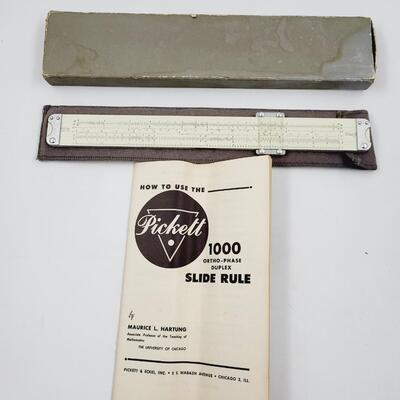 HOW TO USE THE
Pickett
1000
ORTHO-PHASE
DUPLEX
SLIDE RULE
by
MAURICE L. HARTUNG
Associate Professor of the Teaching of
Mathematics
THE UNIVERSITY OF CHICAGO
PICKETT & ECKEL, INC. • 5 S. WABASH AVENUE • CHICAGO 3, ILL.